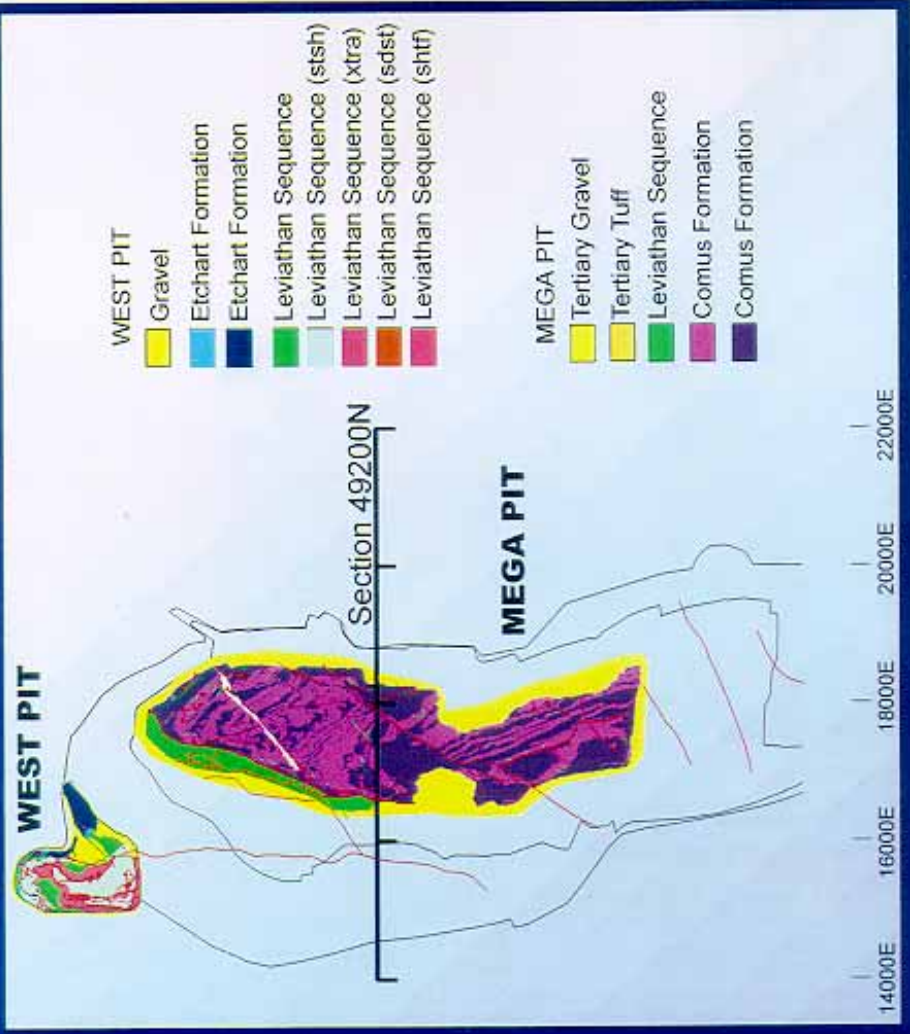 WEST PIT
Gravel
Etchart Formation
Etchart Formation
Leviathan Sequence
Leviathan Sequence (stsh)
Leviathan Sequence (xtra)
Leviathan Sequence (sdst)
Leviathan Sequence (shtf)
MEGA PIT
Tertiary Gravel
Tertiary Tuff
Leviathan Sequence
Comus Formation
Comus Formation
WEST PIT
Section 49200N
MEGA PIT
14000E
16000E
18000E
20000E
22000E